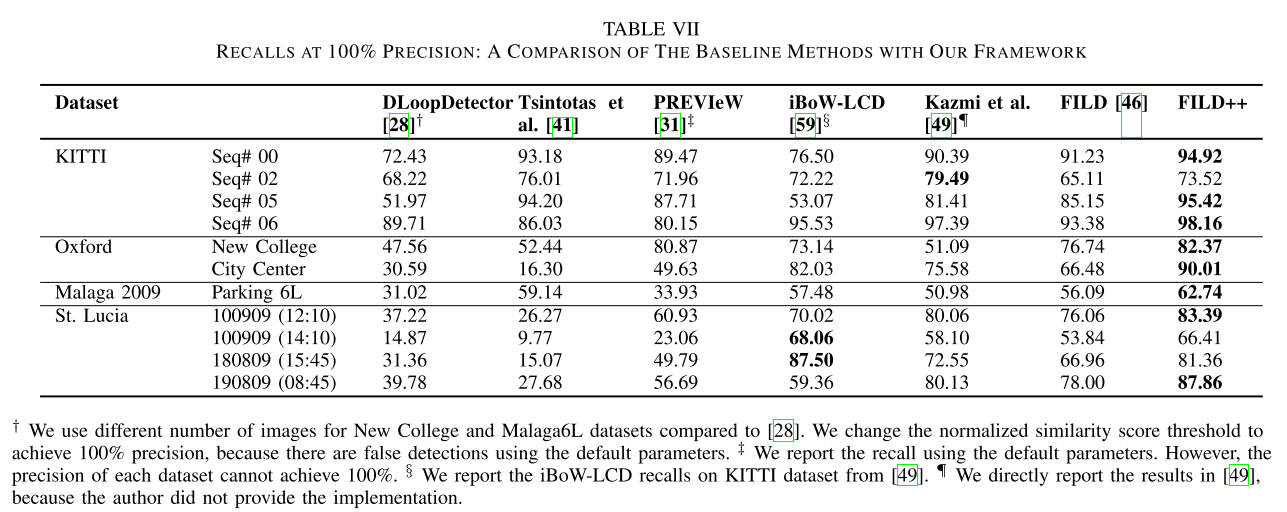 TABLE VII
RECALLS AT 100% PRECISION: A COMPARISON OF THE BASELINE METHODS WITH OUR FRAMEWORK
Dataset DLoopDetector [28]† Tsintotas et al. [41] PREVIeW [31]‡ iBoW-LCD [59]§ Kazmi et al. [49]¶ FILD [46] FILD++
KITTI Seq# 00 72.43 93.18 89.47 76.50 90.39 91.23 94.92
Seq# 02 68.22 76.01 71.96 72.22 79.49 65.11 73.52
Seq# 05 51.97 94.20 87.71 53.07 81.41 85.15 95.42
Seq# 06 89.71 86.03 80.15 95.53 97.39 93.38 98.16
Oxford New College 47.56 52.44 80.87 73.14 51.09 76.74 82.37
City Center 30.59 16.30 49.63 82.03 75.58 66.48 90.01
Malaga 2009 Parking 6L 31.02 59.14 33.93 57.48 50.98 56.09 62.74
St. Lucia 100909 (12:10) 37.22 26.27 60.93 70.02 80.06 76.06 83.39
100909 (14:10) 14.87 9.77 23.06 68.06 58.10 53.84 66.41
180809 (15:45) 31.36 15.07 49.79 87.50 72.55 66.96 81.36
190809 (08:45) 39.78 27.68 56.69 59.36 80.13 78.00 87.86
† We use different number of images for New College and Malaga6L datasets compared to [28]. We change the normalized similarity score threshold to
achieve 100% precision, because there are false detections using the default parameters. ‡ We report the recall using the default parameters. However, the
precision of each dataset cannot achieve 100%. § We report the iBoW-LCD recalls on KITTI dataset from [49]. ¶ We directly report the results in [49],
because the author did not provide the implementation.